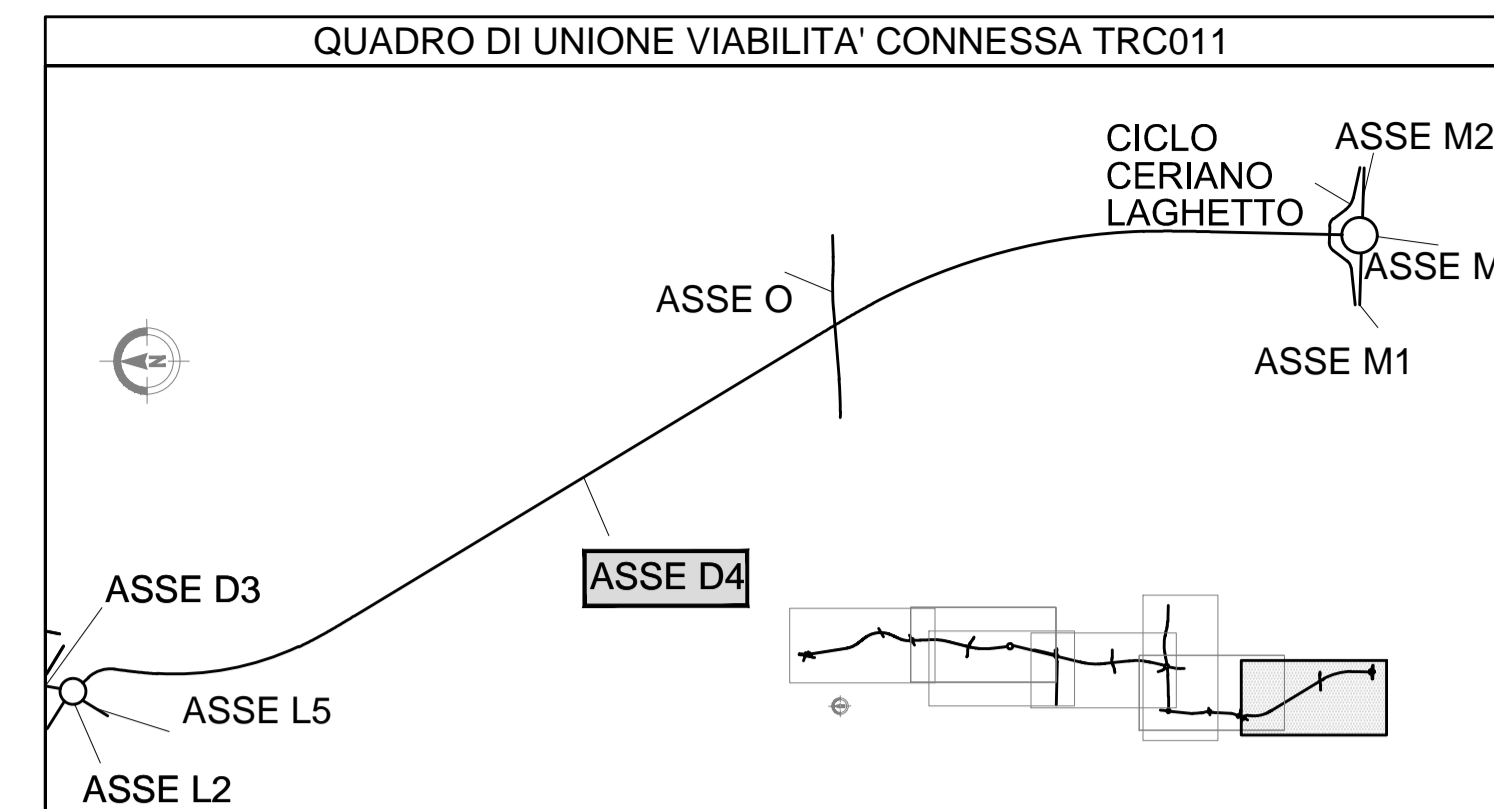 QUADRO DI UNIONE VIABILITA' CONNESSA TRC011
CICLO
CERIANO
LAGHETTO
ASSE M2
ASSE M
ASSE O
ASSE M1
N
ASSE D4
ASSE D3
ASSE L5
ASSE L2